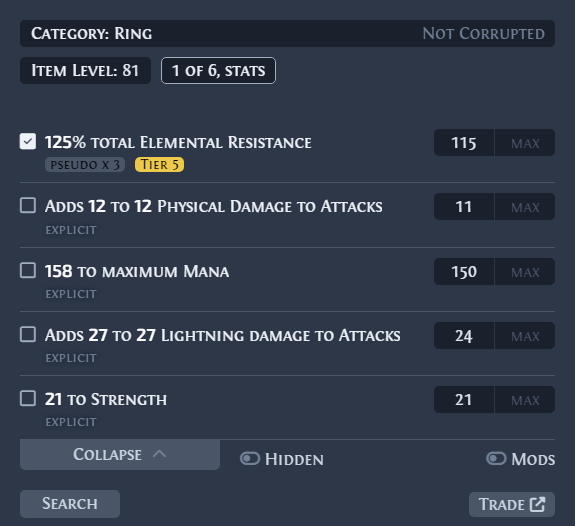 Category: Ring Not Corrupted
Item Level: 81 1 of 6, stats
125% total Elemental Resistance 115 MAX
pseudo x 3 Tier 5
Adds 12 to 12 Physical Damage to Attacks 11 MAX
explicit
158 to maximum Mana 150 MAX
explicit
Adds 27 to 27 Lightning damage to Attacks 24 MAX
explicit
21 to Strength 21 MAX
explicit
Collapse Hidden Mods
Search Trade